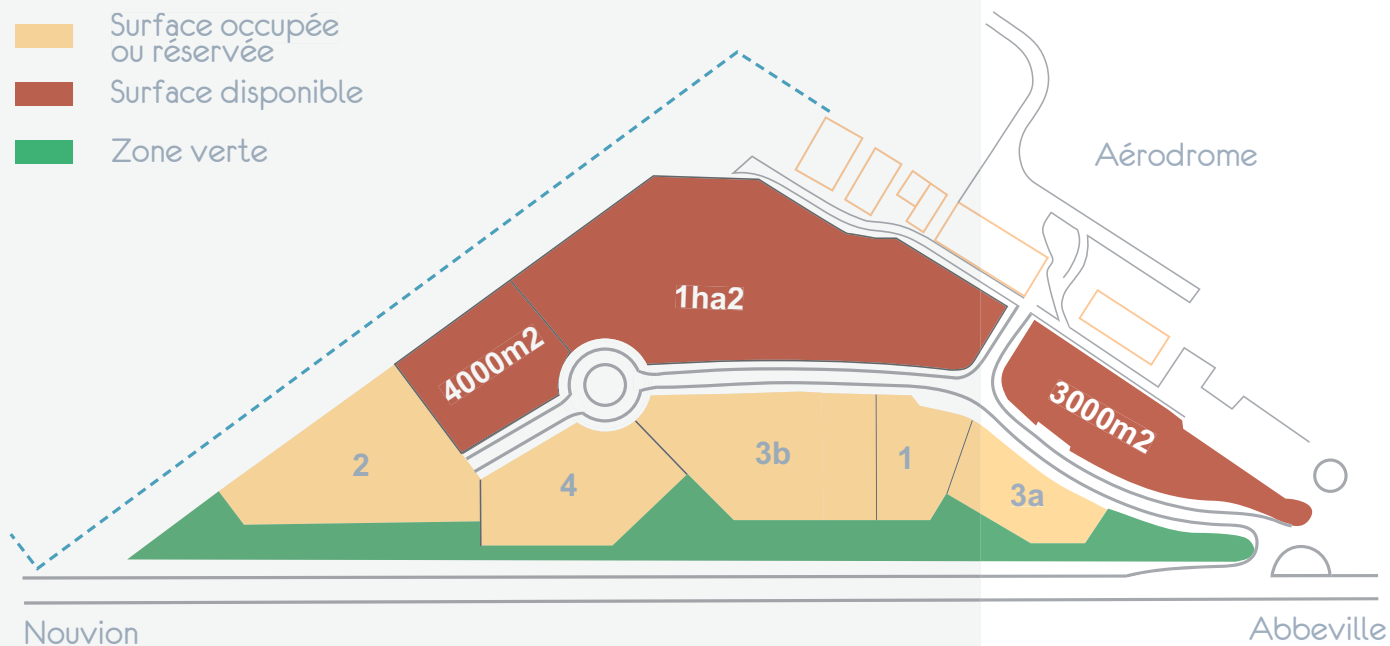 Surface occupée
ou réservée
Surface disponible
Zone verte
Aérodrome
1ha2
4000m2
3000m2
2
4
3b
1
3a
Nouvion
Abbeville